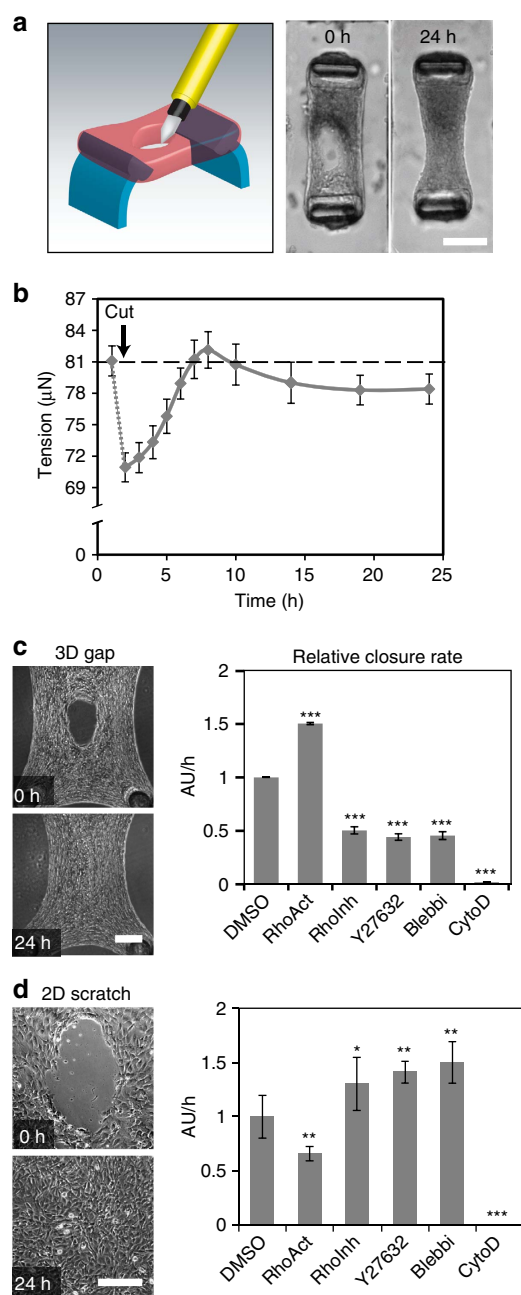 a
0 h
24 h
b
Cut
Tension (μN)
87
84
81
78
75
72
69
0
0
5
10
15
20
25
Time (h)
c
3D gap
0 h
24 h
Relative closure rate
AU/h
2
1.5
1
0.5
0
***
***
***
***
***
DMSO
RhoAct
RhoInh
Y27632
Blebbi
CytoD
d
2D scratch
0 h
24 h
AU/h
2
1.5
1
0.5
0
**
*
**
**
***
DMSO
RhoAct
RhoInh
Y27632
Blebbi
CytoD